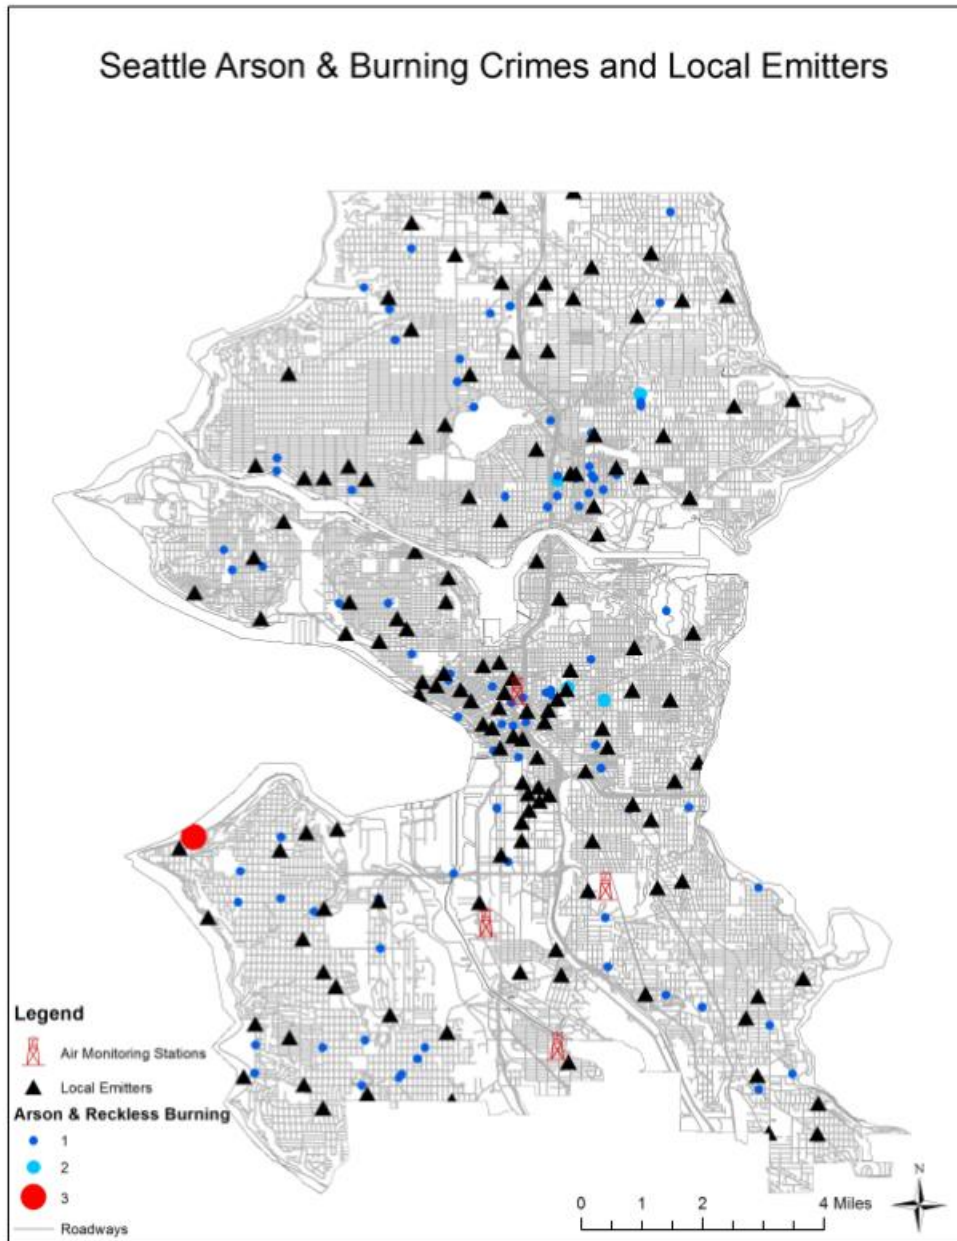 Seattle Arson & Burning Crimes and Local Emitters
Legend
Air Monitoring Stations
Local Emitters
Arson & Reckless Burning
1
2
3
Roadways
N
0 1 2 4 Miles